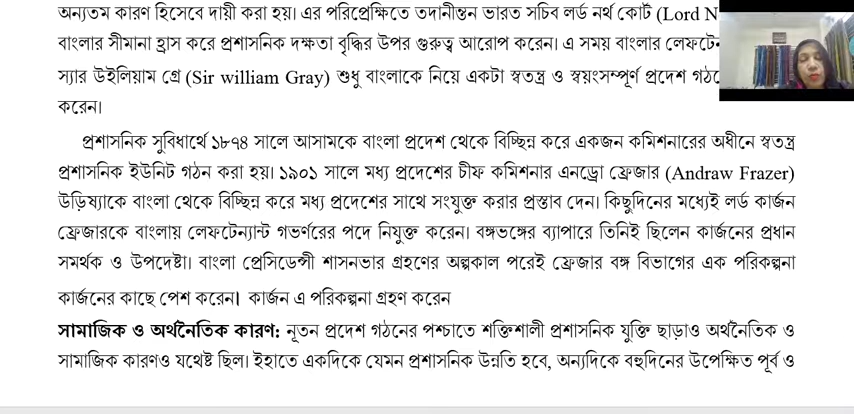 অন্যতম কারণ হিসেবে দায়ী করা হয়। এর পরিপ্রেক্ষিতে তদানীন্তন ভারত সচিব লর্ড নর্থ কোর্ট (Lord N
বাংলার সীমানা হ্রাস করে প্রশাসনিক দক্ষতা বৃদ্ধির উপর গুরুত্ব আরোপ করেন। এ সময় বাংলার লেফটেন
স্যার উইলিয়াম গ্রে (Sir william Gray) শুধু বাংলাকে নিয়ে একটা স্বতন্ত্র ও স্বয়ংসম্পূর্ণ প্রদেশ গঠ
করেন।
প্রশাসনিক সুবিধার্থে ১৮৭৪ সালে আসামকে বাংলা প্রদেশ থেকে বিচ্ছিন্ন করে একজন কমিশনারের অধীনে স্বতন্ত্র
প্রশাসনিক ইউনিট গঠন করা হয়। ১৯০১ সালে মধ্য প্রদেশের চীফ কমিশনার এনড্রো ফ্রেজার (Andraw Frazer)
উড়িষ্যাকে বাংলা থেকে বিচ্ছিন্ন করে মধ্য প্রদেশের সাথে সংযুক্ত করার প্রস্তাব দেন। কিছুদিনের মধ্যেই লর্ড কার্জন
ফ্রেজারকে বাংলায় লেফটেন্যান্ট গভর্ণরের পদে নিযুক্ত করেন। বঙ্গভঙ্গের ব্যাপারে তিনিই ছিলেন কার্জনের প্রধান
সমর্থক ও উপদেষ্টা। বাংলা প্রেসিডেন্সী শাসনভার গ্রহণের অল্পকাল পরেই ফ্রেজার বঙ্গ বিভাগের এক পরিকল্পনা
কার্জনের কাছে পেশ করেন। কার্জন এ পরিকল্পনা গ্রহণ করেন
সামাজিক ও অর্থনৈতিক কারণ: নূতন প্রদেশ গঠনের পশ্চাতে শক্তিশালী প্রশাসনিক যুক্তি ছাড়াও অর্থনৈতিক ও
সামাজিক কারণও যথেষ্ট ছিল। ইহাতে একদিকে যেমন প্রশাসনিক উন্নতি হবে, অন্যদিকে বহুদিনের উপেক্ষিত পূর্ব ও